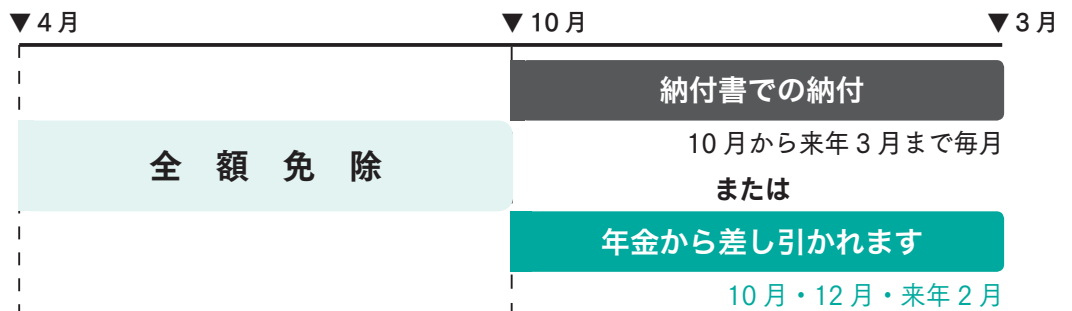 ▼4月 ▼10月 ▼3月
納付書での納付
10月から来年3月まで毎月
全額免除
または
年金から差し引かれます
10月・12月・来年2月